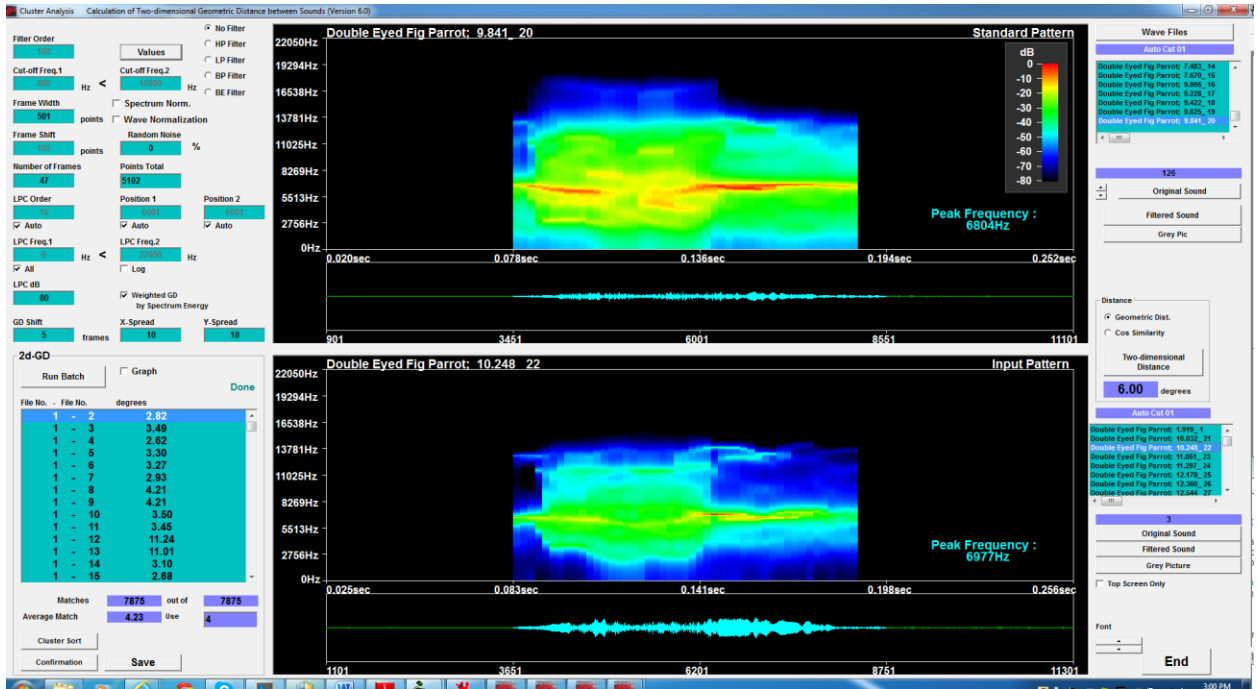 Cluster Analysis Calculation of Two-dimensional Geometric Distance between Sounds (Version 6.0)
No Filter
Filter Order
HP Filter
100
Values
LP Filter
Cut-off Freq.1
Cut-off Freq.2
BP Filter
Hz <
16000
Hz
BE Filter
Frame Width
Spectrum Norm.
501
points
Wave Normalization
Frame Shift
Random Noise
100
points
0
%
Number of Frames
Points Total
47
5102
LPC Order
Position 1
Position 2
16
6001
6001
Auto
Auto
Auto
LPC Freq.1
LPC Freq.2
0
Hz <
22050
Hz
All
Log
LPC dB
80
Weighted GD
by Spectrum Energy
GD Shift
X-Spread
Y-Spread
5
frames
10
10
2d-GD
Run Batch
Graph
Done
File No. - File No. degrees
1 - 2 2.82
1 - 3 3.49
1 - 4 2.62
1 - 5 3.30
1 - 6 3.27
1 - 7 2.93
1 - 8 4.21
1 - 9 4.21
1 - 10 3.50
1 - 11 3.45
1 - 12 11.24
1 - 13 11.01
1 - 14 3.10
1 - 15 2.68
Matches 7875 out of 7875
Average Match 4.23 Use 4
Cluster Sort
Confirmation
Save
Double Eyed Fig Parrot; 9.841_ 20
Standard Pattern
22050Hz
19294Hz
16538Hz
13781Hz
11025Hz
8269Hz
5513Hz
2756Hz
0Hz
dB
0
-10
-20
-30
-40
-50
-60
-70
-80
Peak Frequency :
6804Hz
0.020sec 0.078sec 0.136sec 0.194sec 0.252sec
901 3451 6001 8551 11101
Double Eyed Fig Parrot; 10.248_ 22
Input Pattern
22050Hz
19294Hz
16538Hz
13781Hz
11025Hz
8269Hz
5513Hz
2756Hz
0Hz
Peak Frequency :
6977Hz
0.025sec 0.083sec 0.141sec 0.198sec 0.256sec
1101 3651 6201 8751 11301
Wave Files
Auto Cut 01
Double Eyed Fig Parrot; 7.483_ 14
Double Eyed Fig Parrot; 7.670_ 15
Double Eyed Fig Parrot; 9.005_ 16
Double Eyed Fig Parrot; 9.228_ 17
Double Eyed Fig Parrot; 9.422_ 18
Double Eyed Fig Parrot; 9.625_ 19
Double Eyed Fig Parrot; 9.841_ 20
126
Original Sound
Filtered Sound
Grey Pic
Distance
Geometric Dist.
Cos Similarity
Two-dimensional
Distance
6.00 degrees
Auto Cut 01
Double Eyed Fig Parrot; 1.919_ 1
Double Eyed Fig Parrot; 10.032_ 21
Double Eyed Fig Parrot; 10.248_ 22
Double Eyed Fig Parrot; 11.051_ 23
Double Eyed Fig Parrot; 11.297_ 24
Double Eyed Fig Parrot; 12.170_ 25
Double Eyed Fig Parrot; 12.360_ 26
Double Eyed Fig Parrot; 12.544_ 27
3
Original Sound
Filtered Sound
Grey Picture
Top Screen Only
Font
End
3:00 PM